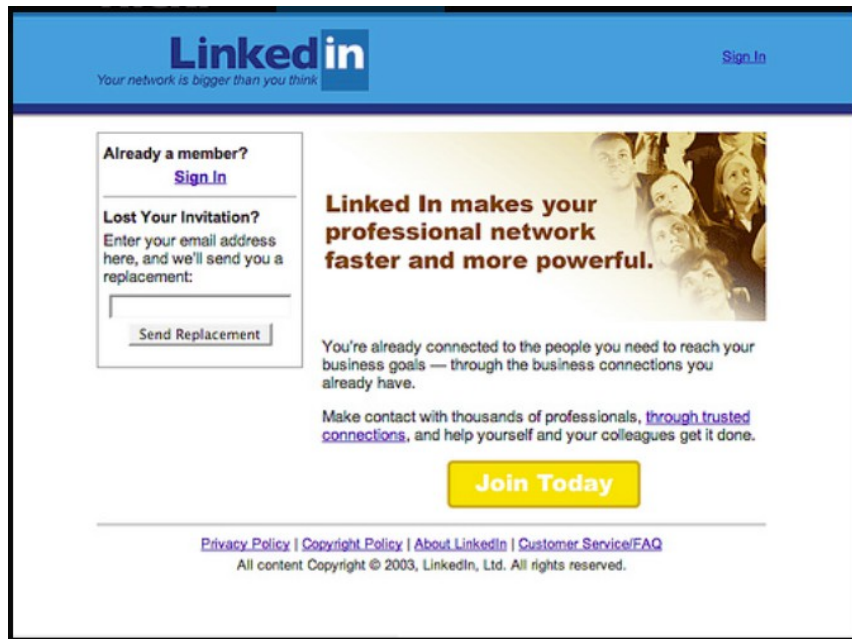 Linkedin
Your network is bigger than you think
Sign In
Already a member?
Sign In
Lost Your Invitation?
Enter your email address
here, and we'll send you a
replacement:
Send Replacement
Linked In makes your
professional network
faster and more powerful.
You're already connected to the people you need to reach your
business goals — through the business connections you
already have.
Make contact with thousands of professionals, through trusted
connections, and help yourself and your colleagues get it done.
Join Today
Privacy Policy | Copyright Policy | About LinkedIn | Customer Service/FAQ
All content Copyright © 2003, LinkedIn, Ltd. All rights reserved.